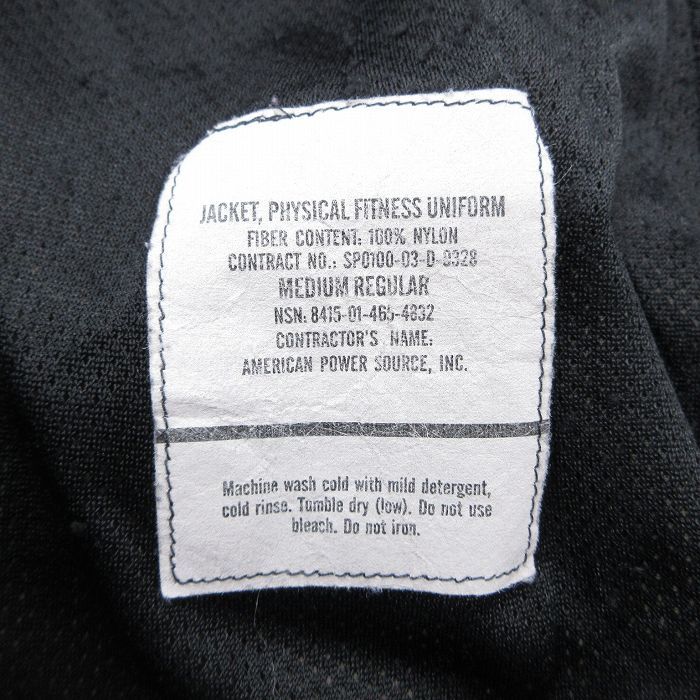 JACKET, PHYSICAL FITNESS UNIFORM
FIBER CONTENT: 100% NYLON
CONTRACT NO.: SPO100-03-D-0328
MEDIUM REGULAR
NSN: 8415-01-465-4832
CONTRACTOR'S NAME:
AMERICAN POWER SOURCE, INC.
Machine wash cold with mild detergent,
cold rinse. Tumble dry (low). Do not use
bleach. Do not iron.